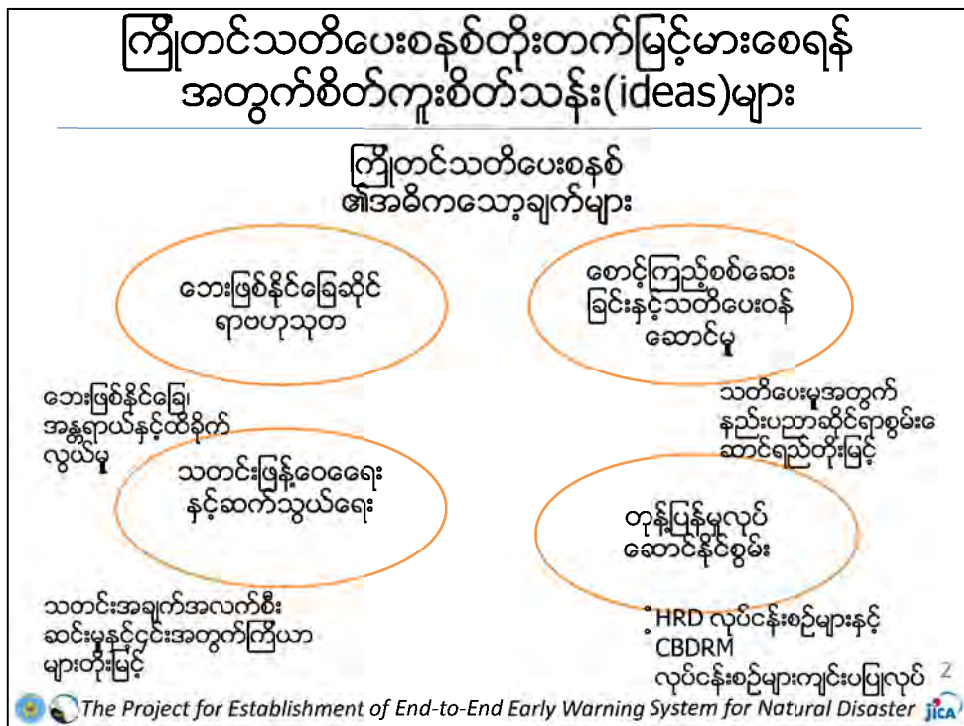 ကြိုတင်သတိပေးစနစ်တိုးတက်မြင့်မားစေရန်
အတွက်စိတ်ကူးစိတ်သန်း(ideas)များ
ကြိုတင်သတိပေးစနစ်
၏အဓိကသော့ချက်များ
ဘေးဖြစ်နိုင်ခြေဆိုင်
ရာဗဟုသုတ
စောင့်ကြည့်စစ်ဆေး
ခြင်းနှင့်သတိပေးဝန်
ဆောင်မှု
ဘေးဖြစ်နိုင်ခြေ၊
အန္တရာယ်နှင့်ထိခိုက်
လွယ်မှု
သတိပေးမှုအတွက်
နည်းပညာဆိုင်ရာစွမ်းေ
ဆာင်ရည်တိုးမြင့်
သတင်းဖြန့်ဝေရေး
နှင့်ဆက်သွယ်ရေး
တုန့်ပြန်မှုလုပ်
ဆောင်နိုင်စွမ်း
သတင်းအချက်အလက်စီး
ဆင်းမှုနှင့်၄င်းအတွက်ကြိယာ
များတိုးမြင့်
HRD လုပ်ငန်းစဉ်များနှင့်
CBDRM
လုပ်ငန်းစဉ်များကျင်းပပြုလုပ်
2
The Project for Establishment of End-to-End Early Warning System for Natural Disaster
jica